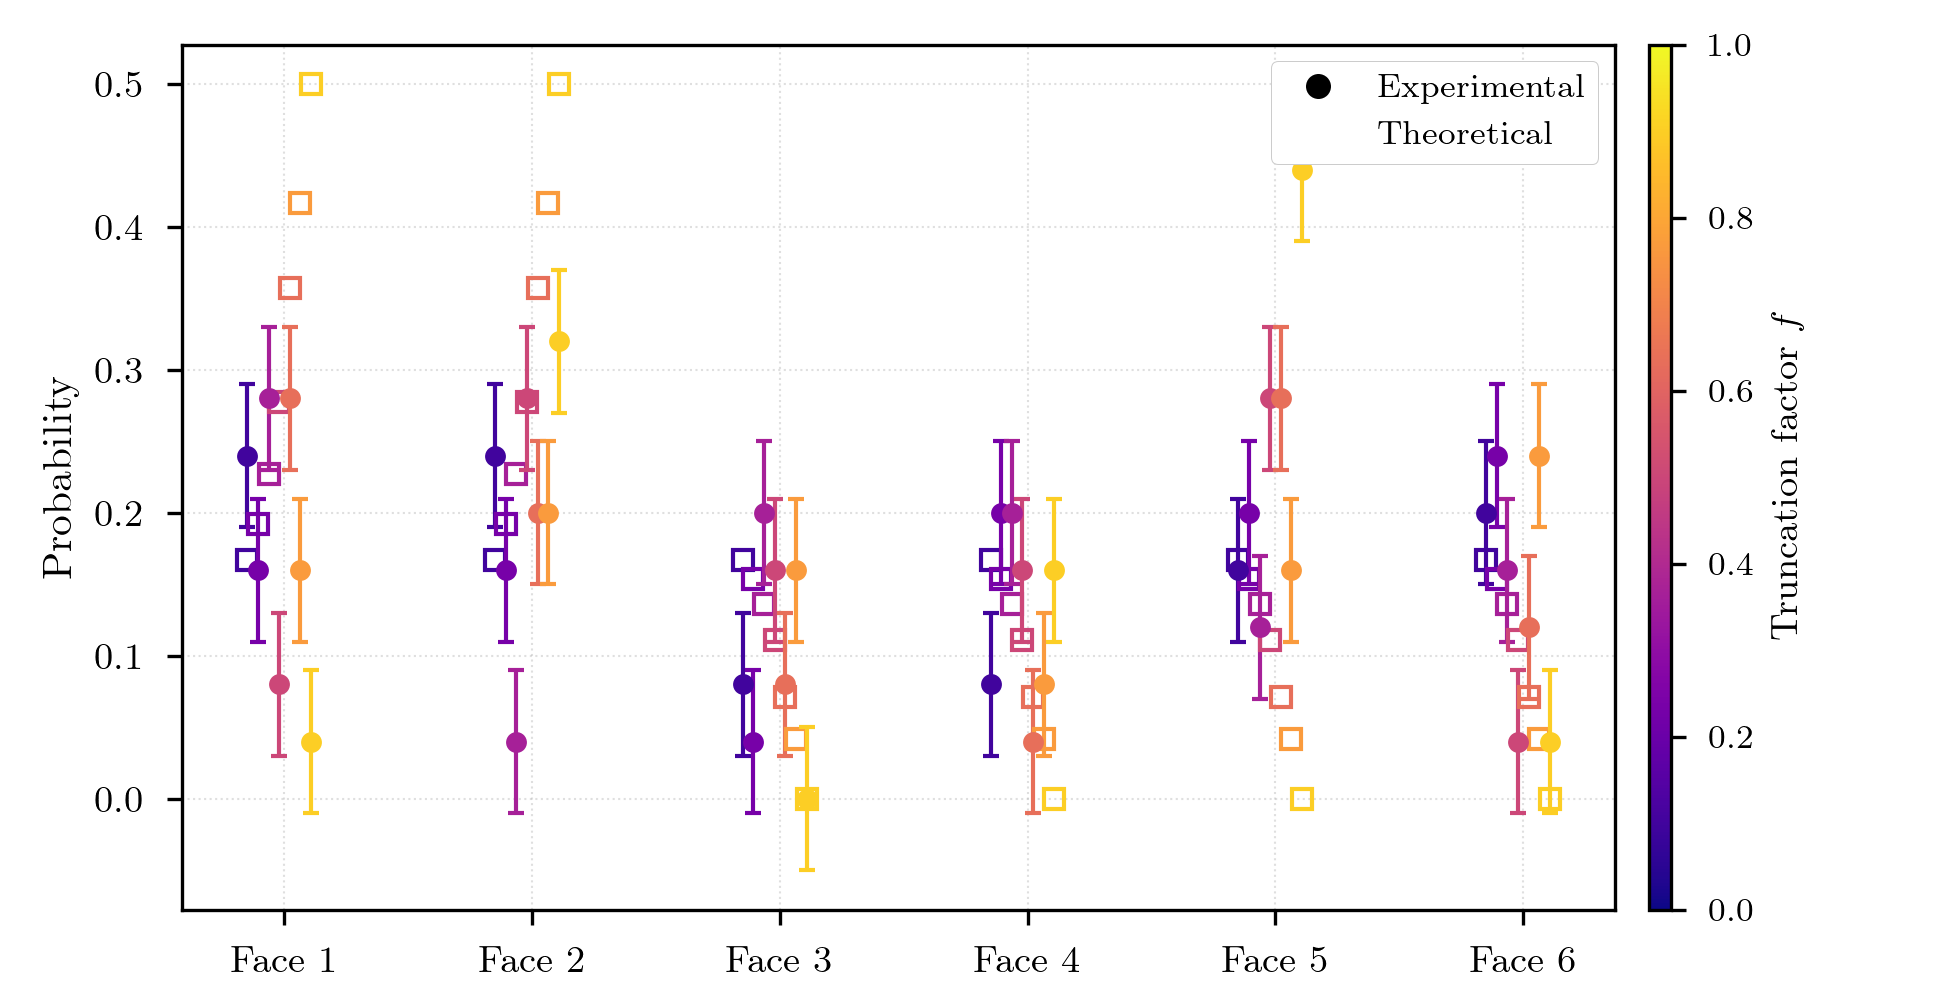 Experimental
Theoretical
Probability
0.5
0.4
0.3
0.2
0.1
0.0
Face 1
Face 2
Face 3
Face 4
Face 5
Face 6
1.0
0.8
0.6
0.4
0.2
0.0
Truncation factor f